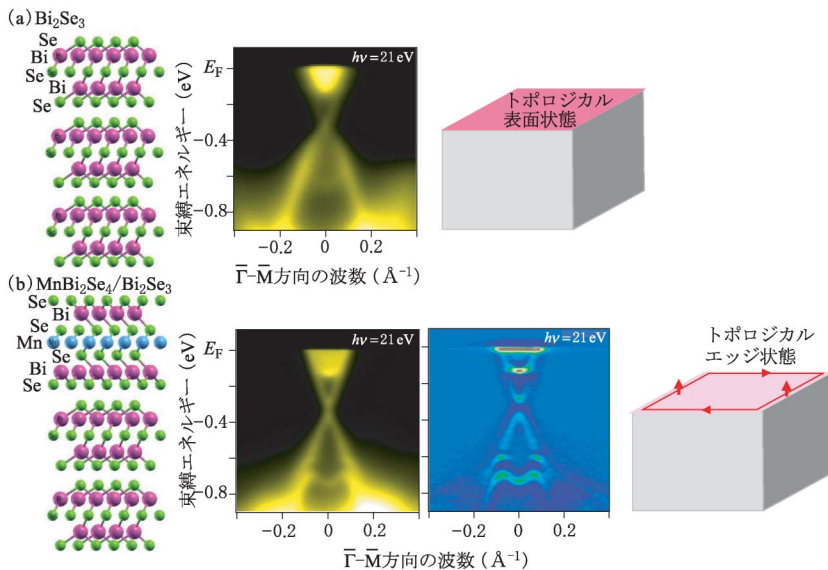 (a) Bi₂Se₃
Se
Bi
Se
Bi
Se
束縛エネルギー (eV)
E_F
−0.4
−0.8
hν=21 eV
−0.2 0 0.2
Γ̅-M̅方向の波数 (Å⁻¹)
トポロジカル
表面状態
(b) MnBi₂Se₄/Bi₂Se₃
Se
Bi
Se
Mn
Se
Bi
Se
束縛エネルギー (eV)
E_F
−0.4
−0.8
hν=21 eV
hν=21 eV
−0.2 0 0.2
−0.2 0 0.2
Γ̅-M̅方向の波数 (Å⁻¹)
トポロジカル
エッジ状態